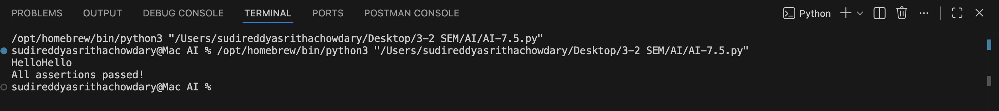 PROBLEMS OUTPUT DEBUG CONSOLE TERMINAL PORTS POSTMAN CONSOLE Python
/opt/homebrew/bin/python3 "/Users/sudireddyasrithachowdary/Desktop/3-2 SEM/AI/AI-7.5.py"
sudireddyasrithachowdary@Mac AI % /opt/homebrew/bin/python3 "/Users/sudireddyasrithachowdary/Desktop/3-2 SEM/AI/AI-7.5.py"
HelloHello
All assertions passed!
sudireddyasrithachowdary@Mac AI %